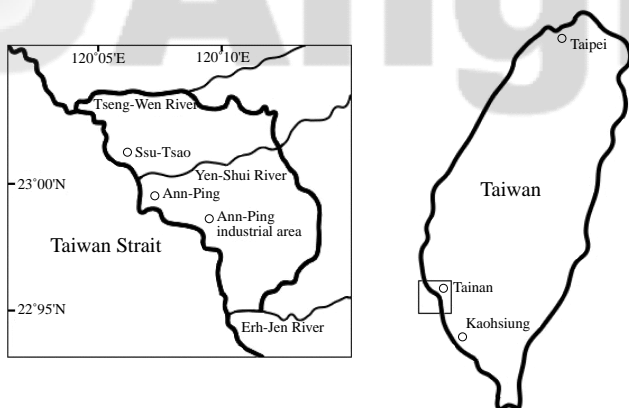 120°05'E
120°10'E
Tseng-Wen River
Ssu-Tsao
Yen-Shui River
23°00'N
Ann-Ping
Ann-Ping
industrial area
Taiwan Strait
22°95'N
Erh-Jen River
Taipei
Taiwan
Tainan
Kaohsiung